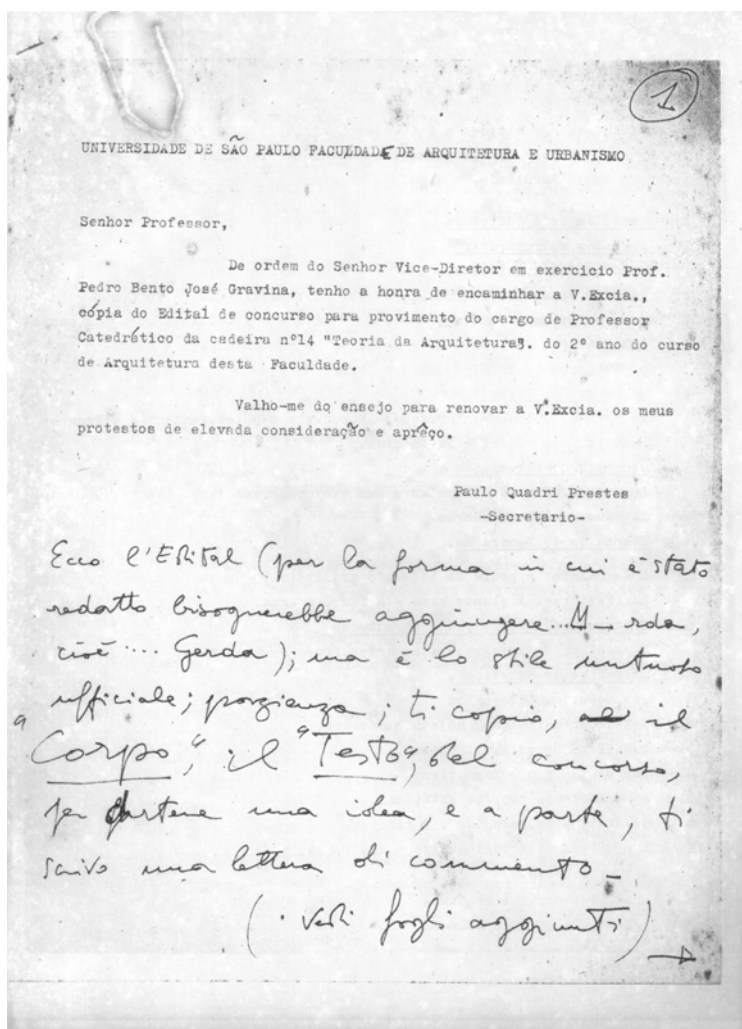 1
UNIVERSIDADE DE SÃO PAULO FACULDADE DE ARQUITETURA E URBANISMO
Senhor Professor,
De ordem do Senhor Vice-Diretor em exercicio Prof.
Pedro Bento José Gravina, tenho a honra de encaminhar a V.Excia.,
cópia do Edital de concurso para provimento do cargo de Professor
Catedrático da cadeira nº14 "Teoria da Arquitetura". do 2º ano do curso
de Arquitetura desta Faculdade.
Valho-me do ensejo para renovar a V.Excia. os meus
protestos de elevada consideração e aprêço.
Paulo Quadri Prestes
-Secretario-
Ecco l'Edital (per la forma in cui è stato
redatto bisognerebbe aggiungere... M_rda,
cioè .... Gerda); ma è lo stile untuoso
ufficiale; pazienza; ti copio, il
"Corpo", il "Testo", del concorso,
per una idea, e a parte, ti
scrivo una lettera di commento_
(. vedi fogli aggiunti)